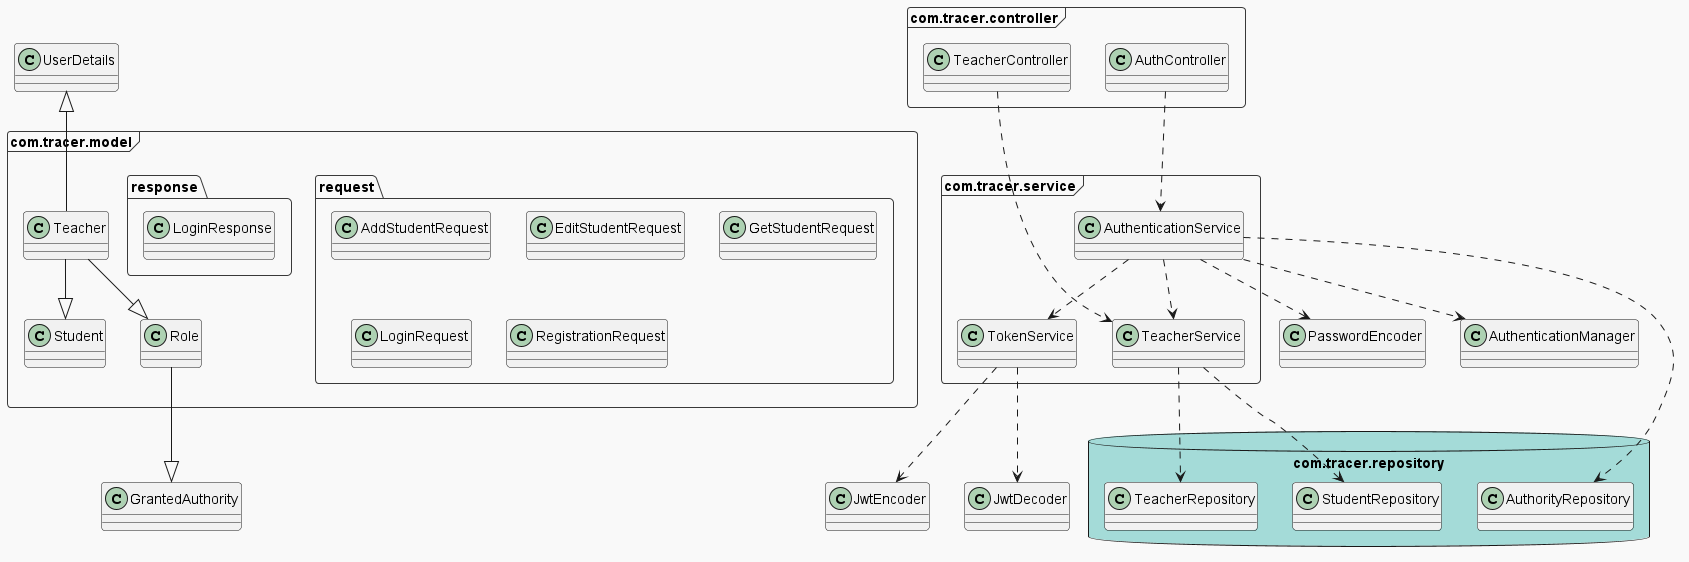 com.tracer.controller
C UserDetails
C TeacherController
C AuthController
com.tracer.model
response
request
com.tracer.service
C Teacher
C LoginResponse
C AddStudentRequest
C EditStudentRequest
C GetStudentRequest
C AuthenticationService
C Student
C Role
C LoginRequest
C RegistrationRequest
C TokenService
C TeacherService
C PasswordEncoder
C AuthenticationManager
com.tracer.repository
C GrantedAuthority
C JwtEncoder
C JwtDecoder
C TeacherRepository
C StudentRepository
C AuthorityRepository